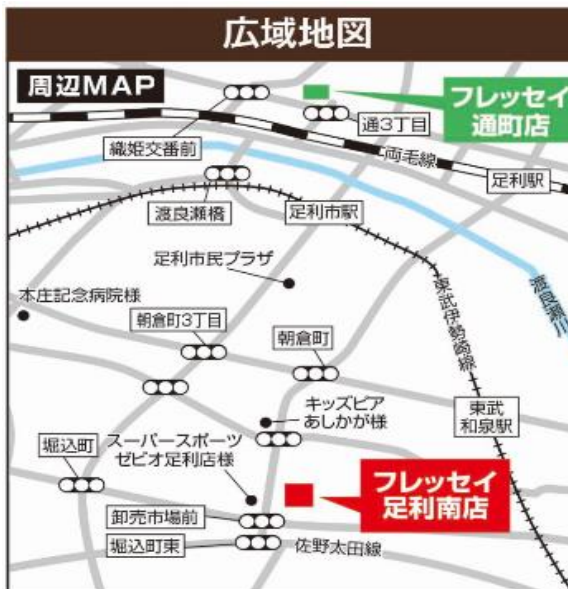 広域地図
周辺MAP
フレッセイ
通町店
通3丁目
織姫交番前
両毛線
足利駅
渡良瀬橋
足利市駅
足利市民プラザ
渡良瀬川
本庄記念病院様
東武伊勢崎線
朝倉町3丁目
朝倉町
キッズピア
あしかが様
東武
和泉駅
堀込町
スーパースポーツ
ゼビオ足利店様
フレッセイ
足利南店
卸売市場前
堀込町東
佐野太田線